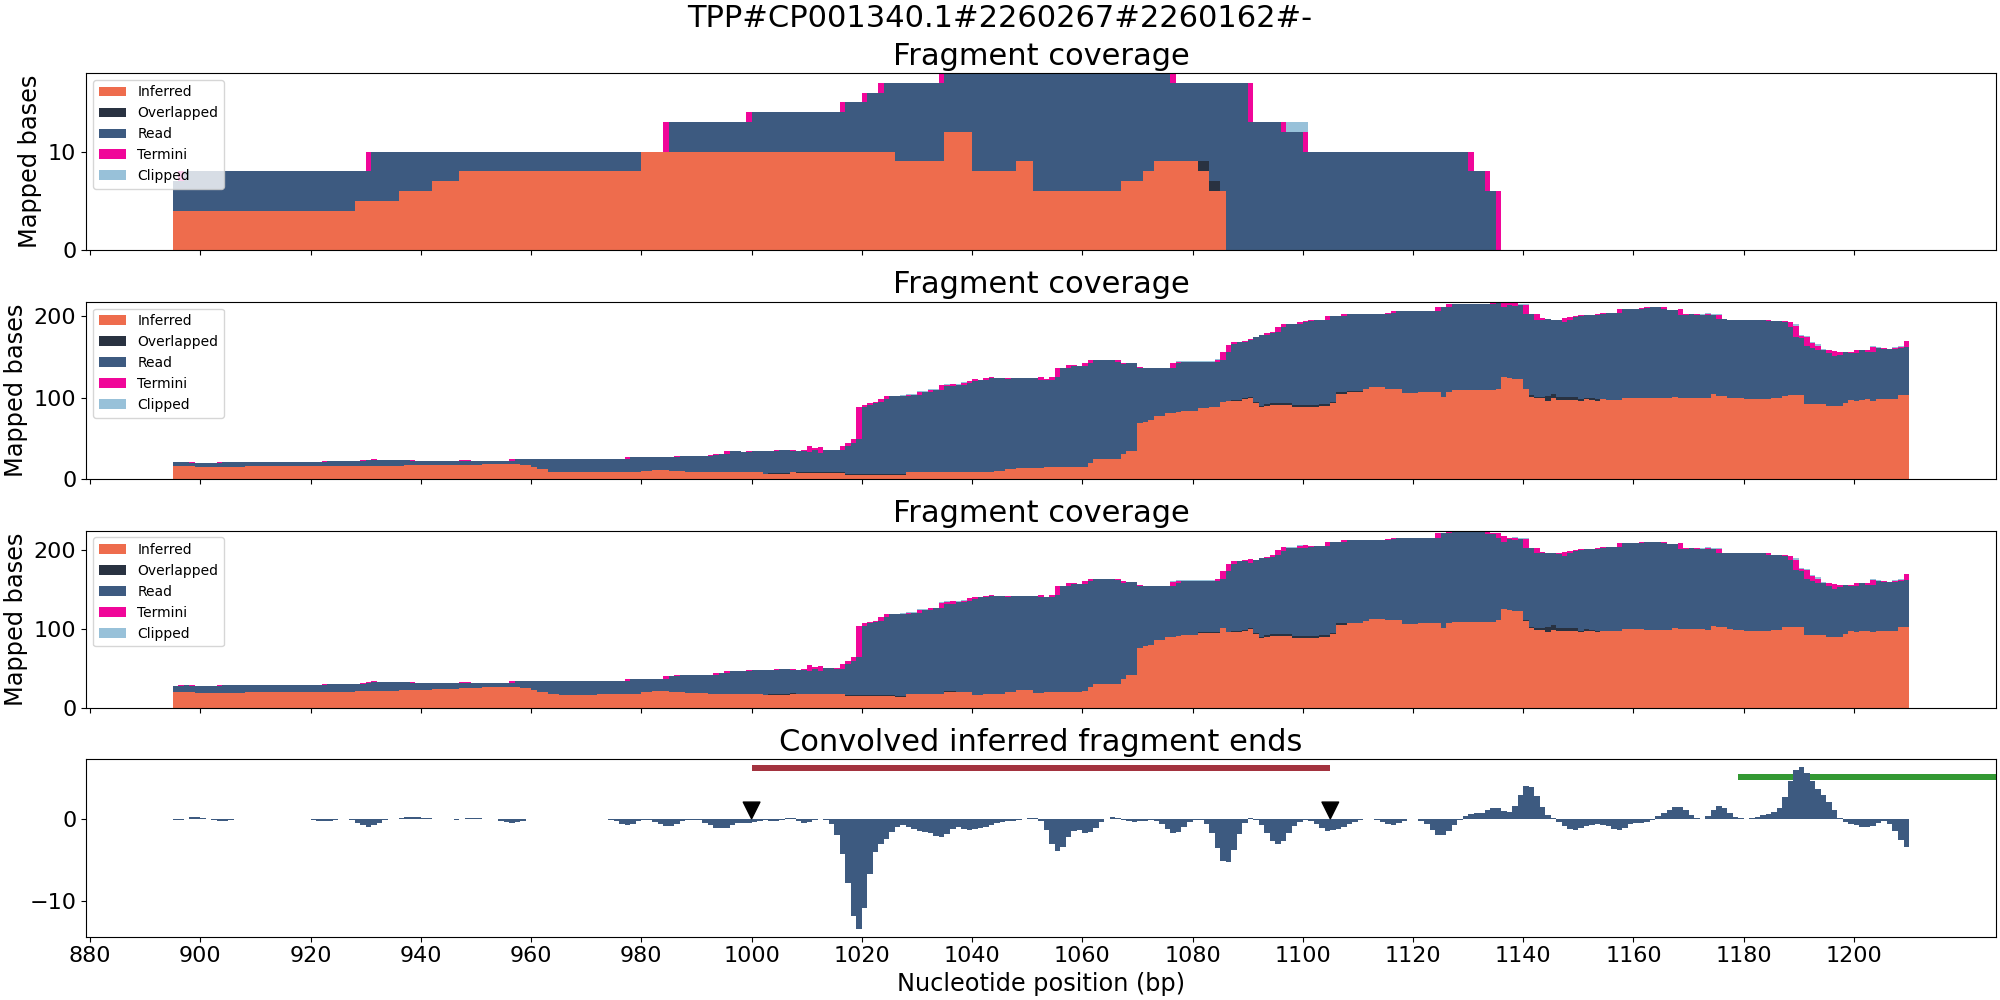 TPP#CP001340.1#2260267#2260162#-
Fragment coverage
Mapped bases
10
0
Inferred
Overlapped
Read
Termini
Clipped
Fragment coverage
Mapped bases
200
100
0
Inferred
Overlapped
Read
Termini
Clipped
Fragment coverage
Mapped bases
200
100
0
Inferred
Overlapped
Read
Termini
Clipped
Convolved inferred fragment ends
0
−10
880 900 920 940 960 980 1000 1020 1040 1060 1080 1100 1120 1140 1160 1180 1200
Nucleotide position (bp)